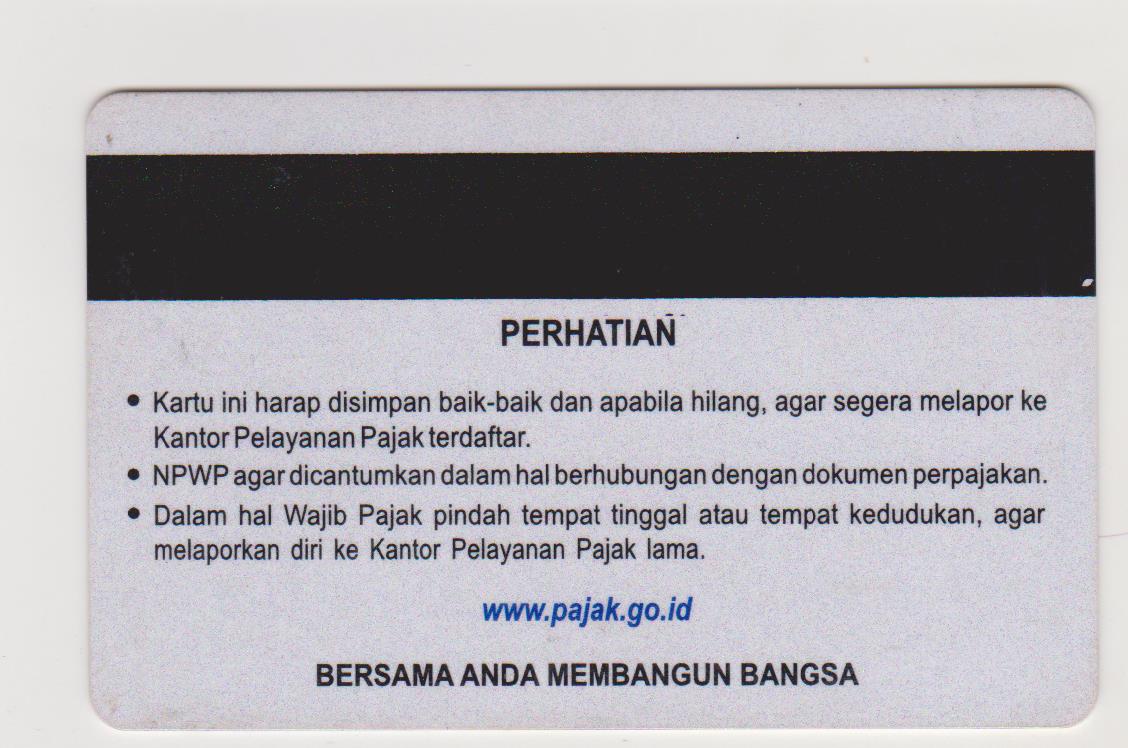 PERHATIAN
• Kartu ini harap disimpan baik-baik dan apabila hilang, agar segera melapor ke
Kantor Pelayanan Pajak terdaftar.
• NPWP agar dicantumkan dalam hal berhubungan dengan dokumen perpajakan.
• Dalam hal Wajib Pajak pindah tempat tinggal atau tempat kedudukan, agar
melaporkan diri ke Kantor Pelayanan Pajak lama.
www.pajak.go.id
BERSAMA ANDA MEMBANGUN BANGSA